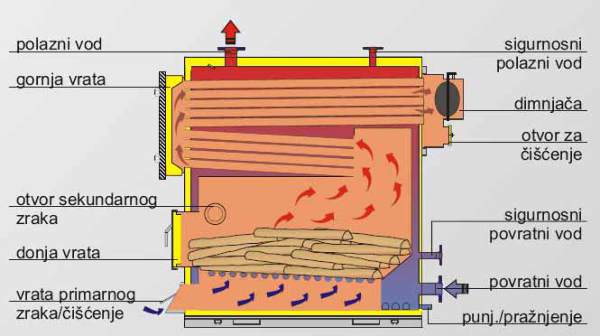 polazni vod
gornja vrata
otvor sekundarnog
zraka
donja vrata
vrata primarnog
zraka/čišćenje
sigurnosni
polazni vod
dimnjača
otvor za
čišćenje
sigurnosni
povratni vod
povratni vod
punj./pražnjenje